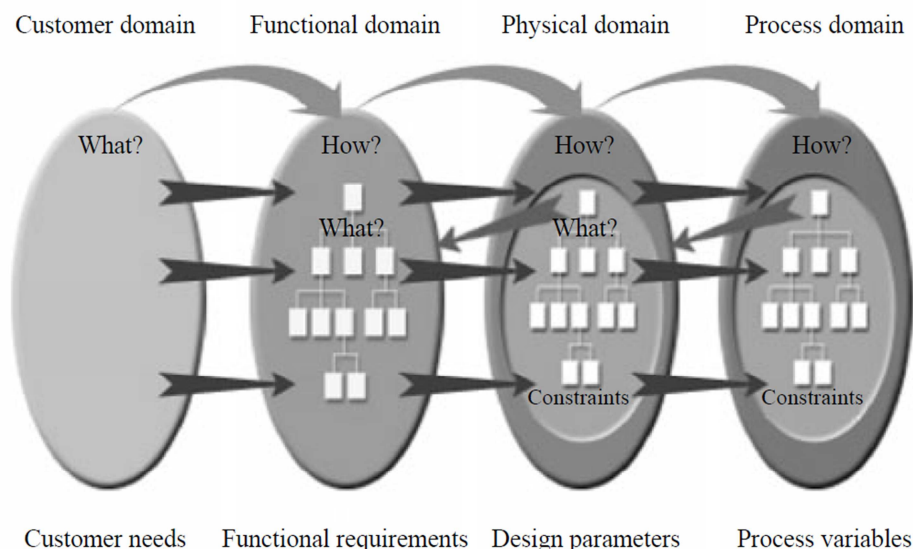 Customer domain Functional domain Physical domain Process domain
What? How? How? How?
What? What?
Constraints Constraints
Customer needs Functional requirements Design parameters Process variables